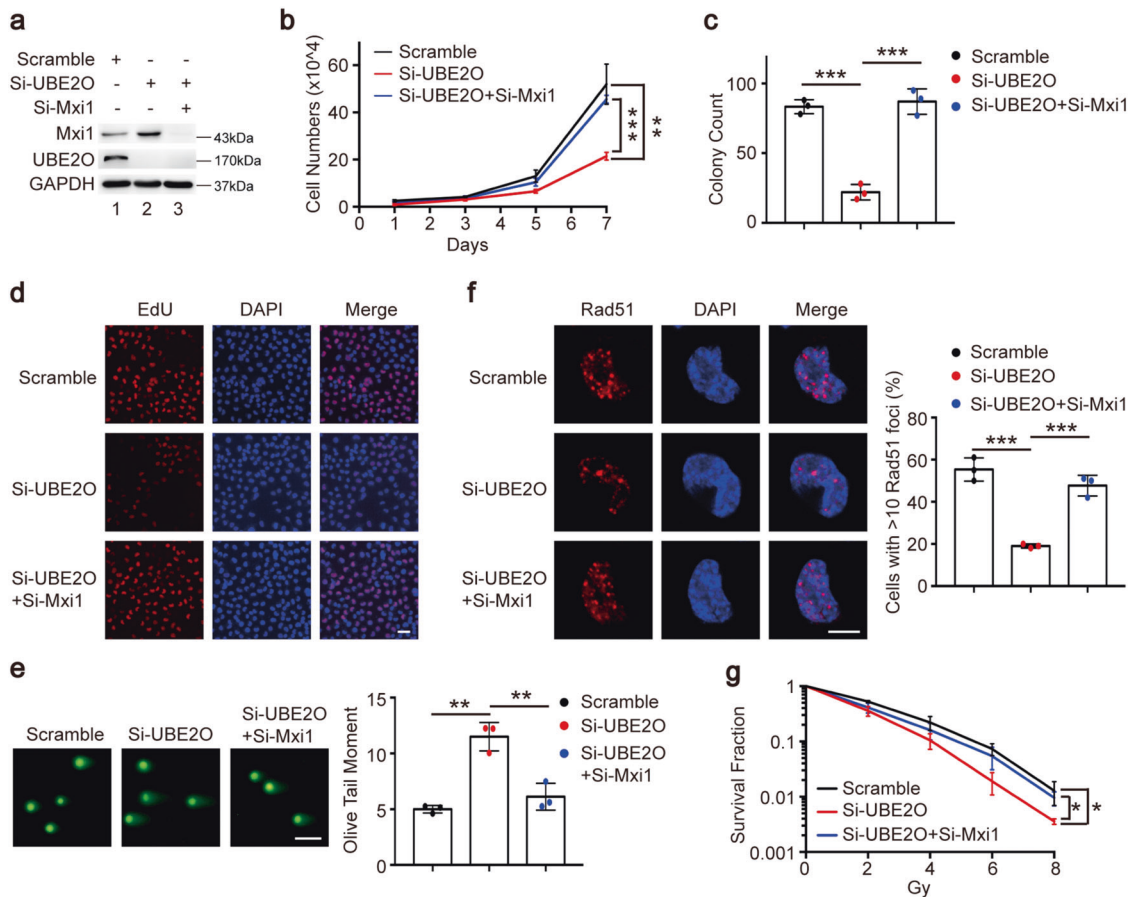 a
Scramble + - -
Si-UBE2O - + +
Si-Mxi1 - - +
Mxi1 43kDa
UBE2O 170kDa
GAPDH 37kDa
1 2 3
b
Cell Numbers (x10^4)
60
40
20
0
0 1 2 3 4 5 6 7
Days
Scramble
Si-UBE2O
Si-UBE2O+Si-Mxi1
***
**
c
Colony Count
100
50
0
*** ***
Scramble
Si-UBE2O
Si-UBE2O+Si-Mxi1
d
EdU DAPI Merge
Scramble
Si-UBE2O
Si-UBE2O
+Si-Mxi1
f
Rad51 DAPI Merge
Scramble
Si-UBE2O
Si-UBE2O
+Si-Mxi1
Scramble
Si-UBE2O
Si-UBE2O+Si-Mxi1
Cells with >10 Rad51 foci (%)
80
60
40
20
0
*** ***
e
Scramble
Si-UBE2O
Si-UBE2O
+Si-Mxi1
Olive Tail Moment
15
10
5
0
** **
Scramble
Si-UBE2O
Si-UBE2O
+Si-Mxi1
g
Survival Fraction
1
0.1
0.01
0.001
0 2 4 6 8
Gy
Scramble
Si-UBE2O
Si-UBE2O+Si-Mxi1
* *